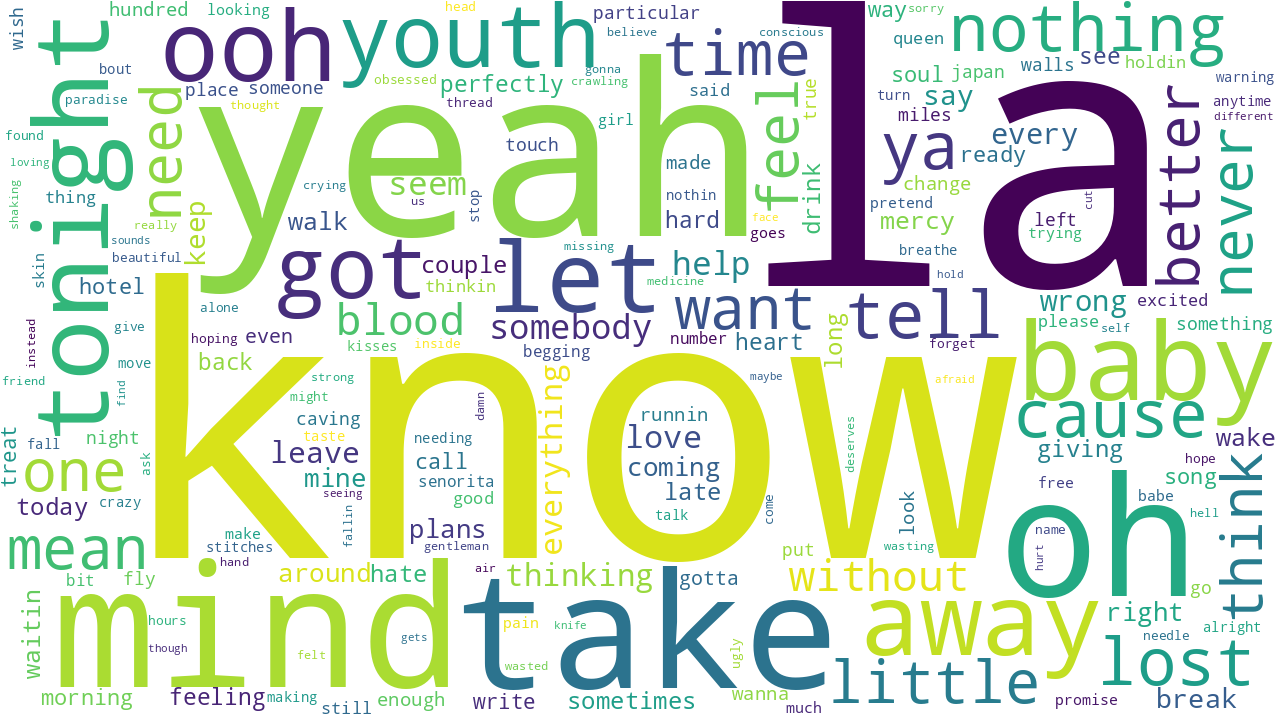 wish
hundred
looking
head
ooh
youth
particular
believe
time
conscious
la
way
sorry
queen
nothing
tonight
bout
paradise
place
someone
thought
obsessed
perfectly
thread
gonna
crawling
said
girl
true
soul
japan
walls
see
holdin
turn
say
miles
warning
anytime
different
found
loving
shaking
thing
need
yeah
touch
made
feel
drink
ya
every
ready
better
never
crying
seem
us
stop
nothin
hard
face
goes
change
pretend
mercy
left
cut
trying
really
sounds
beautiful
keep
walk
skin
hotel
got
couple
thinkin
let
missing
help
medicine
breathe
hold
alone
give
instead
blood
somebody
want
tell
wrong
excited
please
self
something
move
hoping
even
back
kisses
inside
begging
number
heart
long
forget
baby
friend
find
know
strong
might
maybe
afraid
caving
taste
damn
everything
runnin
love
cause
treat
fall
night
ask
leave
needing
call
senorita
coming
late
deserves
giving
wake
hope
song
one
today
crazy
mine
seeing
good
fallin
talk
come
look
free
babe
name
hell
think
mean
make
stitches
hand
plans
gentleman
air
wasting
oh
hurt
bit
fly
around
hate
thinking
gotta
put
without
go
waitin
hours
though
mind
felt
gets
take
pain
knife
wasted
ugly
away
right
needle
alright
lost
morning
feeling
making
still
enough
write
sometimes
wanna
much
little
promise
break